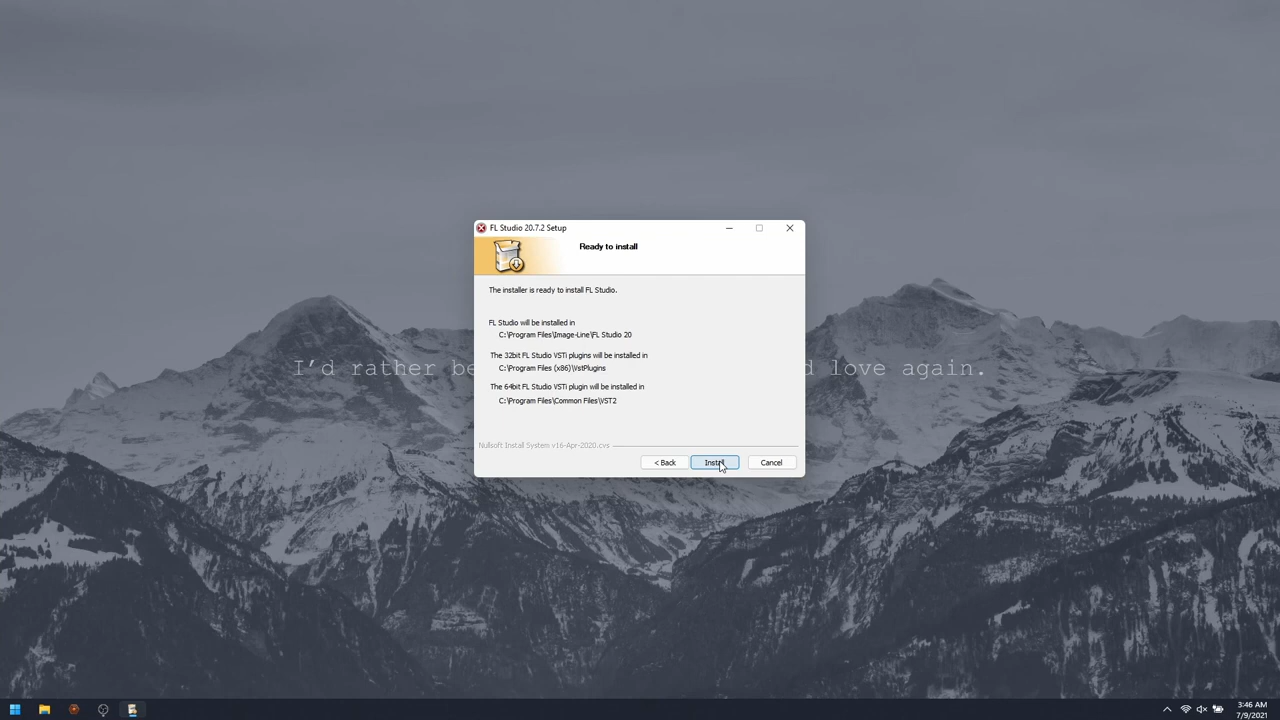 FL Studio 20.7.2 Setup
Ready to install
The installer is ready to install FL Studio.
FL Studio will be installed in
C:\Program Files\Image-Line\FL Studio 20
The 32bit FL Studio VSTi plugins will be installed in
C:\Program Files (x86)\VstPlugins
The 64bit FL Studio VSTi plugin will be installed in
C:\Program Files\Common Files\VST2
Nullsoft Install System v16-Apr-2020.cvs
< Back
Install
Cancel
I'd rather be
d love again.
3:46 AM
7/9/2021